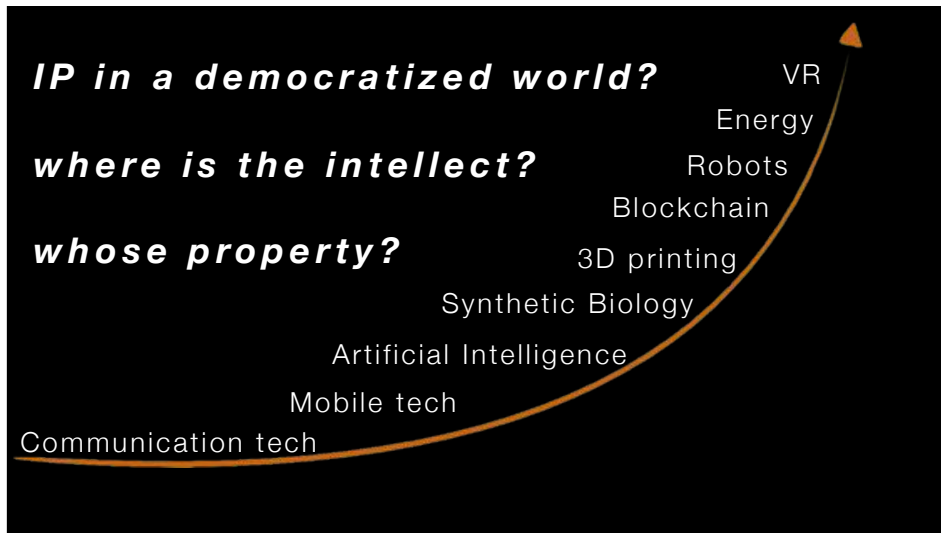 IP in a democratized world?
where is the intellect?
whose property?
VR
Energy
Robots
Blockchain
3D printing
Synthetic Biology
Artificial Intelligence
Mobile tech
Communication tech